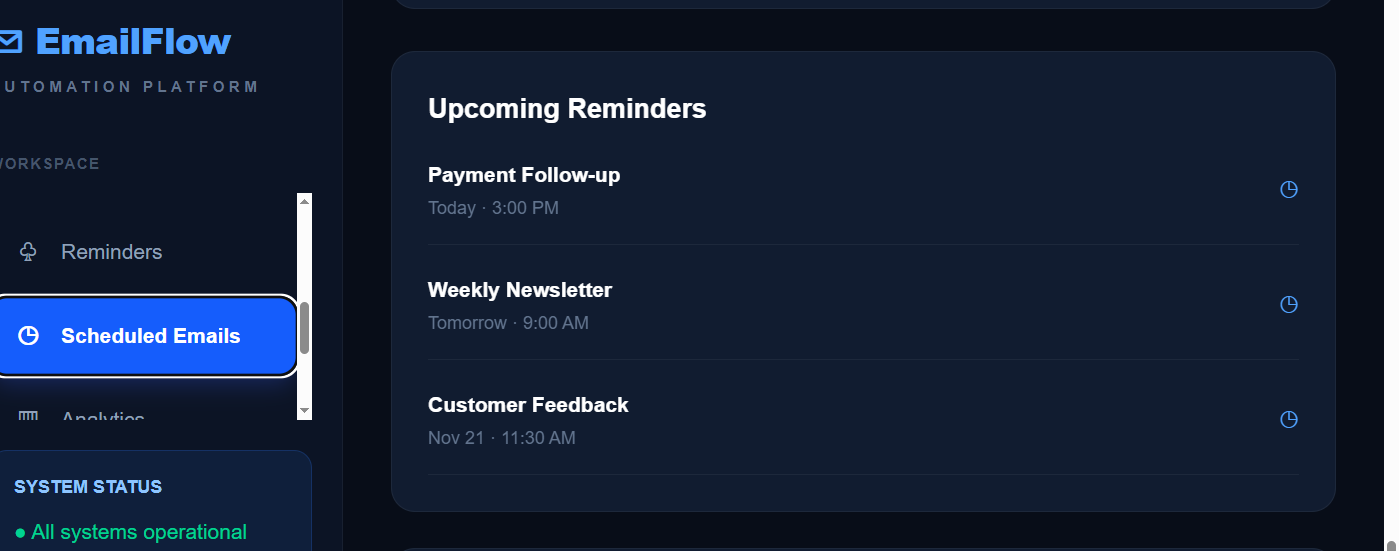 EmailFlow
UTOMATION PLATFORM
WORKSPACE
Reminders
Scheduled Emails
Analytics
SYSTEM STATUS
● All systems operational
Upcoming Reminders
Payment Follow-up
Today · 3:00 PM
Weekly Newsletter
Tomorrow · 9:00 AM
Customer Feedback
Nov 21 · 11:30 AM